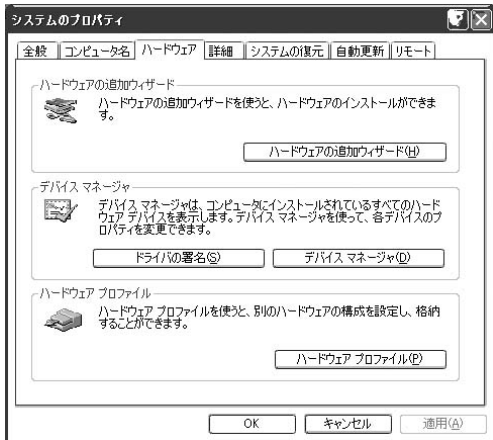 システムのプロパティ
全般 コンピュータ名 ハードウェア 詳細 システムの復元 自動更新 リモート
ハードウェアの追加ウィザード
ハードウェアの追加ウィザードを使うと、ハードウェアのインストールができま
す。
ハードウェアの追加ウィザード(H)
デバイス マネージャ
デバイス マネージャは、コンピュータにインストールされているすべてのハード
ウェア デバイスを表示します。デバイス マネージャを使って、各デバイスのプ
ロパティを変更できます。
ドライバの署名(S) デバイス マネージャ(D)
ハードウェア プロファイル
ハードウェア プロファイルを使うと、別のハードウェアの構成を設定し、格納
することができます。
ハードウェア プロファイル(P)
OK キャンセル 適用(A)